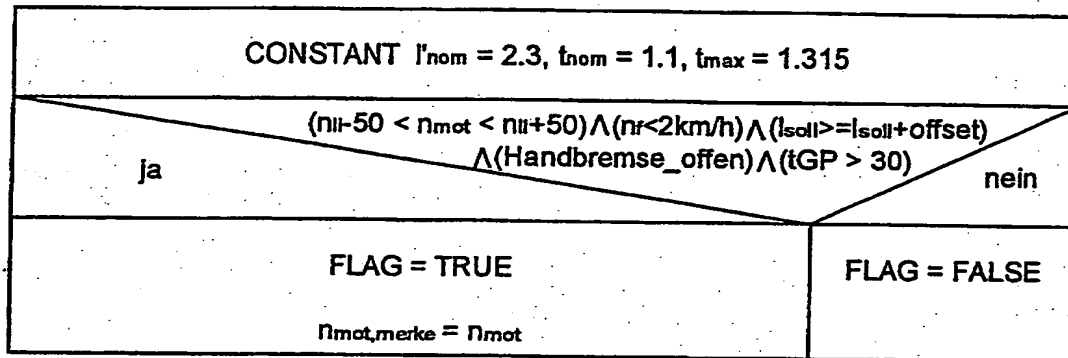 CONSTANT I'nom = 2.3, tnom = 1.1, tmax = 1.315
(nll-50 < nmot < nll+50)∧(nf<2km/h)∧(Isoll>=Isoll+offset)
∧(Handbremse_offen)∧(tGP > 30)
ja
nein
FLAG = TRUE
FLAG = FALSE
nmot,merke = nmot